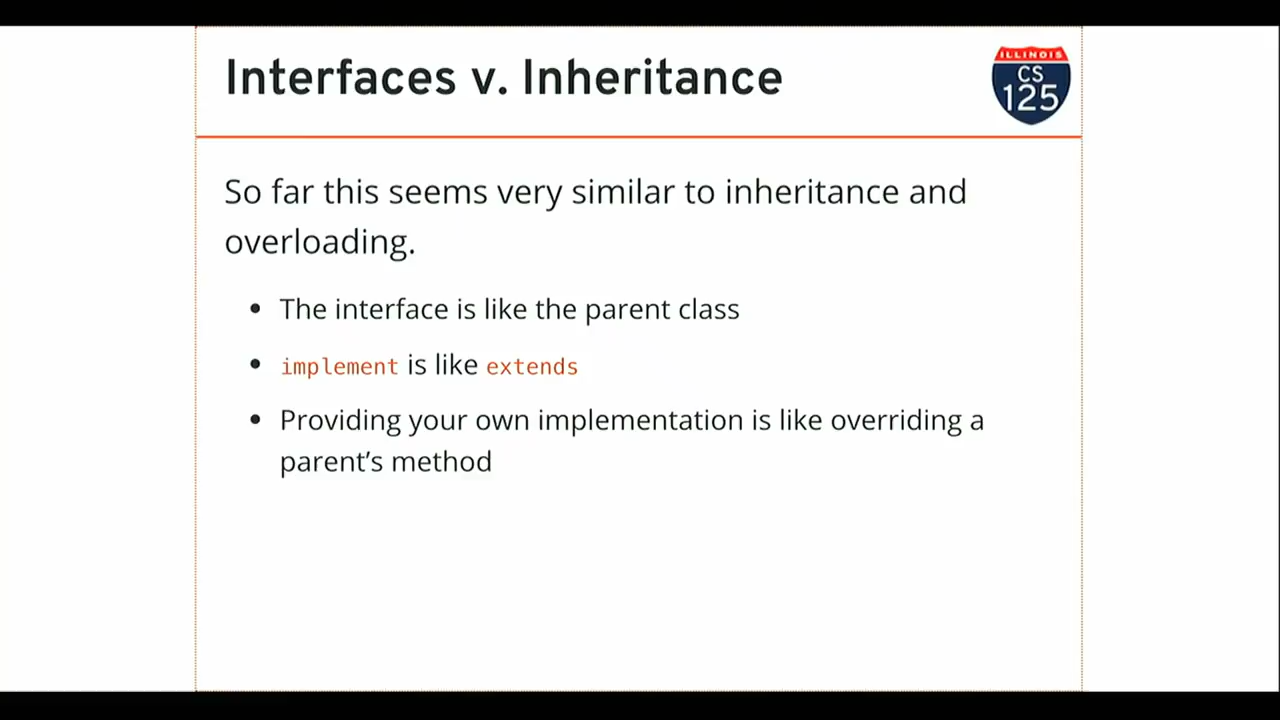 Interfaces v. Inheritance
ILLINOIS
CS
125
So far this seems very similar to inheritance and
overloading.
• The interface is like the parent class
• implement is like extends
• Providing your own implementation is like overriding a
parent's method